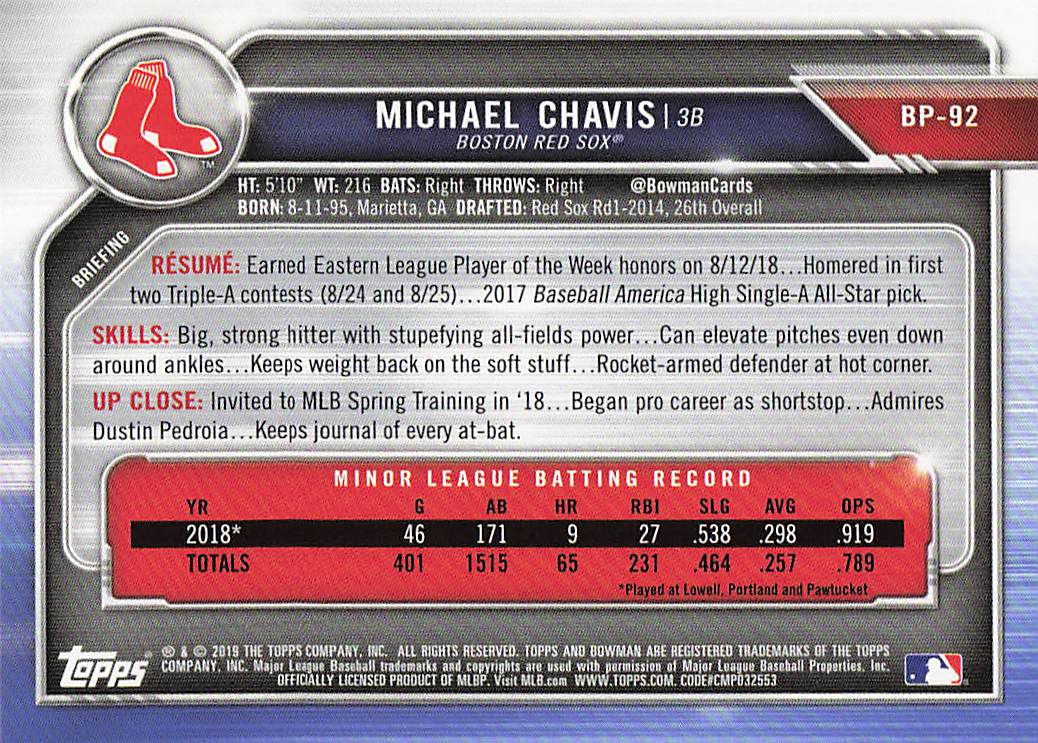 MICHAEL CHAVIS | 3B
BOSTON RED SOX®
BP-92
TM
HT: 5'10" WT: 216 BATS: Right THROWS: Right @BowmanCards
BORN: 8-11-95, Marietta, GA DRAFTED: Red Sox Rd1-2014, 26th Overall
BRIEFING
RÉSUMÉ: Earned Eastern League Player of the Week honors on 8/12/18...Homered in first
two Triple-A contests (8/24 and 8/25)...2017 Baseball America High Single-A All-Star pick.
SKILLS: Big, strong hitter with stupefying all-fields power...Can elevate pitches even down
around ankles...Keeps weight back on the soft stuff...Rocket-armed defender at hot corner.
UP CLOSE: Invited to MLB Spring Training in '18...Began pro career as shortstop...Admires
Dustin Pedroia...Keeps journal of every at-bat.
MINOR LEAGUE BATTING RECORD
YR G AB HR RBI SLG AVG OPS
2018* 46 171 9 27 .538 .298 .919
TOTALS 401 1515 65 231 .464 .257 .789
*Played at Lowell, Portland and Pawtucket
Topps®
® & © 2019 THE TOPPS COMPANY, INC. ALL RIGHTS RESERVED. TOPPS AND BOWMAN ARE REGISTERED TRADEMARKS OF THE TOPPS
COMPANY, INC. Major League Baseball trademarks and copyrights are used with permission of Major League Baseball Properties, Inc.
OFFICIALLY LICENSED PRODUCT OF MLBP. Visit MLB.com WWW.TOPPS.COM. CODE#CMP032553